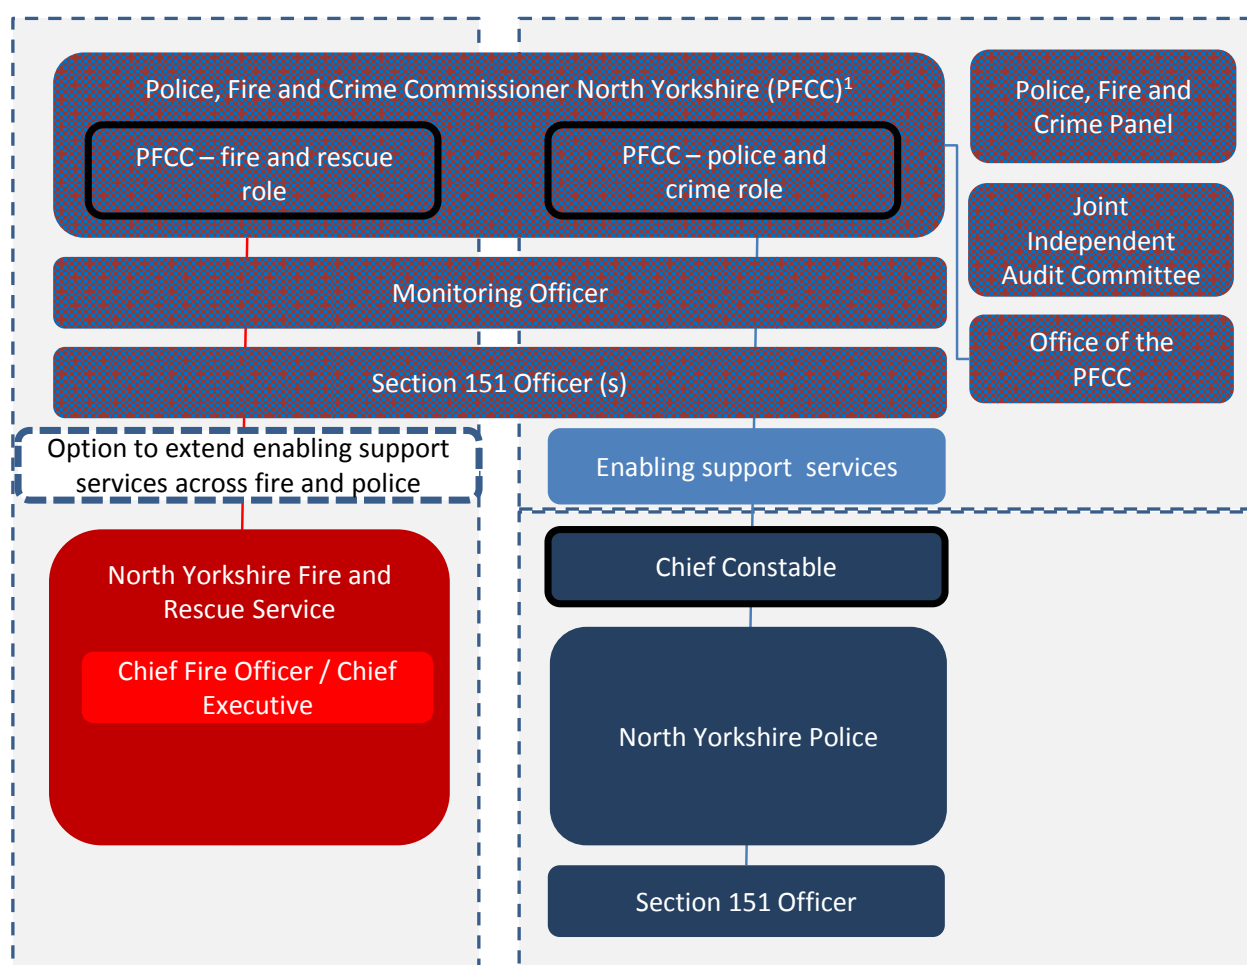 Police, Fire and Crime Commissioner North Yorkshire (PFCC)¹
PFCC – fire and rescue
role
PFCC – police and
crime role
Police, Fire and
Crime Panel
Joint
Independent
Audit Committee
Office of the
PFCC
Monitoring Officer
Section 151 Officer (s)
Option to extend enabling support
services across fire and police
Enabling support services
North Yorkshire Fire and
Rescue Service
Chief Fire Officer / Chief
Executive
Chief Constable
North Yorkshire Police
Section 151 Officer